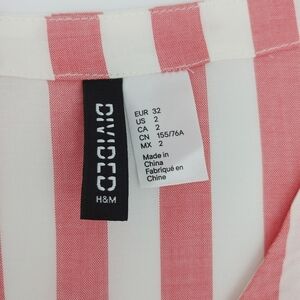 DIVIDED
H&M
EUR 32
US 2
CA 2
CN 155/76A
MX 2
Made in
China
Fabriqué en
Chine